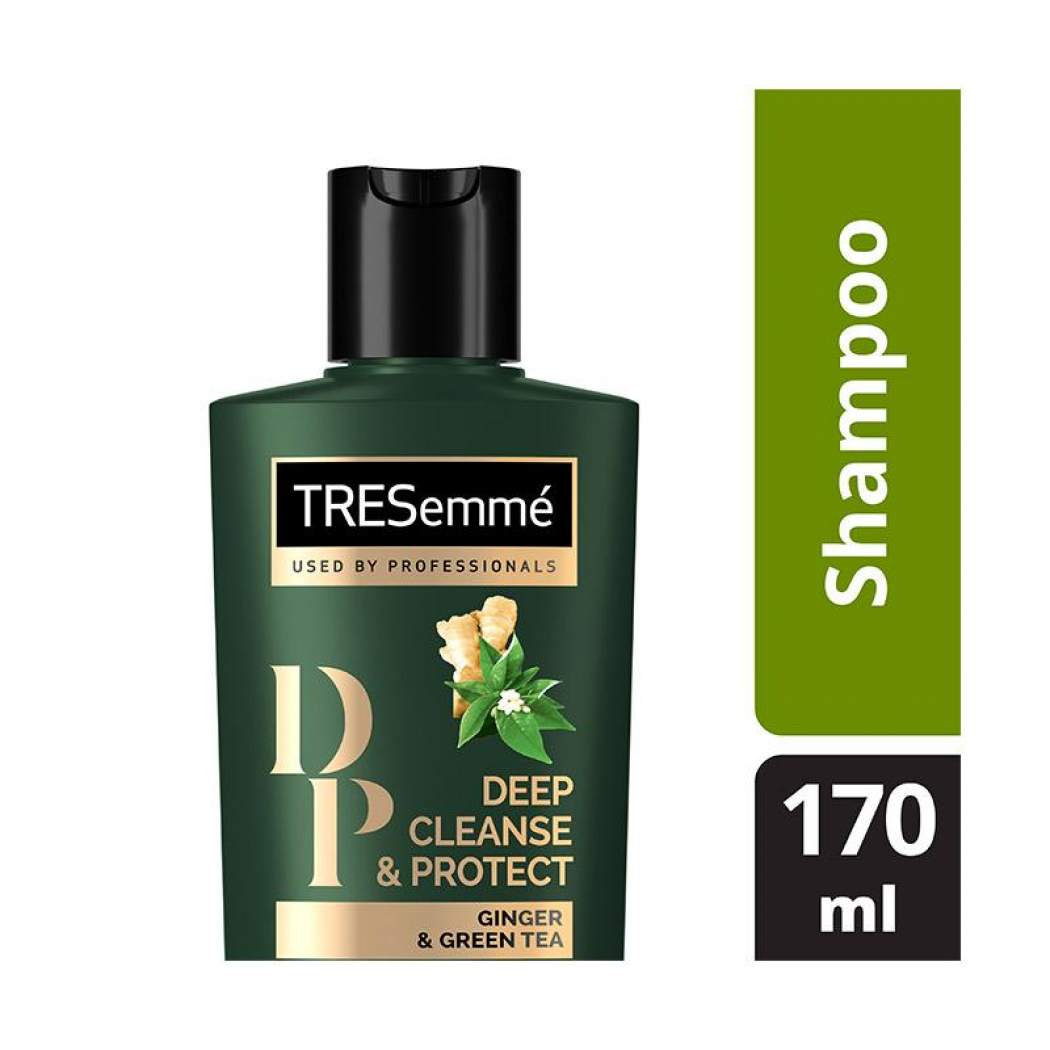 TRESemmé
USED BY PROFESSIONALS
DP
DEEP
CLEANSE
& PROTECT
GINGER
& GREEN TEA
Shampoo
170
ml